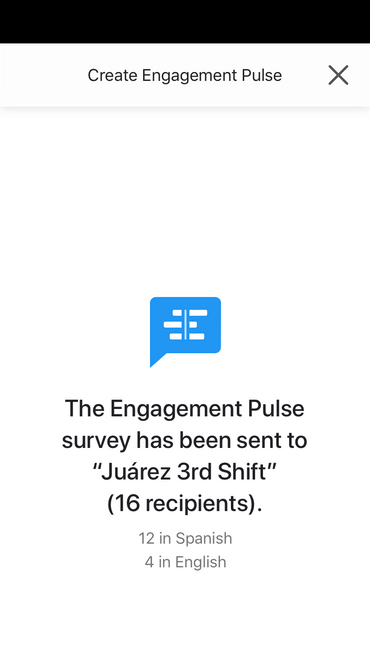 Create Engagement Pulse
The Engagement Pulse
survey has been sent to
“Juárez 3rd Shift”
(16 recipients).
12 in Spanish
4 in English